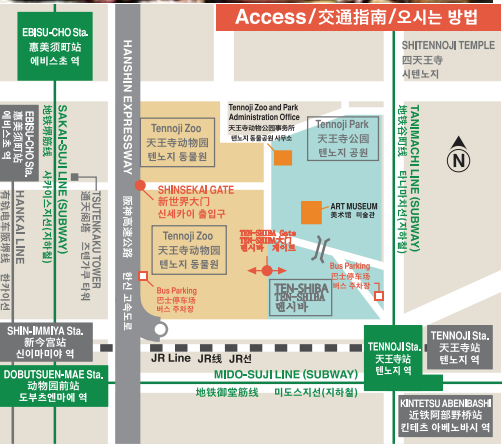 Access/交通指南/오시는 방법
EBISU-CHO Sta.
惠美须町站
에비스초 역
EBISU-CHO Sta.
惠美须町站
에비스초 역
SAKAI-SUJI LINE (SUBWAY)
地铁堺筋线 사카이스지선(지하철)
HANKAI LINE
有轨电车阪堺线 한카이선
TSUTENKAKU TOWER
通天阁塔 츠텐카쿠 타워
HANSHIN EXPRESSWAY
阪神高速公路 한신 고속도로
Tennoji Zoo
天王寺动物园
텐노지 동물원
SHINSEKAI GATE
新世界大门
신세카이 출입구
Tennoji Zoo
天王寺动物园
텐노지 동물원
Bus Parking
巴士停车场
버스 주차장
Tennoji Zoo and Park
Administration Office
天王寺动物公园事务所
텐노지 동물공원 사무소
Tennoji Park
天王寺公园
텐노지 공원
ART MUSEUM
美术馆 미술관
TEN-SHIBA Gate
TEN-SHIBA大门
텐시바 게이트
TEN-SHIBA
TEN-SHIBA
텐시바
Bus Parking
巴士停车场
버스 주차장
SHITENNOJI TEMPLE
四天王寺
시텐노지
TANIMACHI LINE (SUBWAY)
地铁谷町线 타니마치선(지하철)
N
SHIN-IMMIYA Sta.
新今宫站
신이마미야 역
JR Line JR线 JR선
DOBUTSUEN-MAE Sta.
动物园前站
도부츠엔마에 역
MIDO-SUJI LINE (SUBWAY)
地铁御堂筋线 미도스지선(지하철)
TENNOJI Sta.
天王寺站
텐노지 역
TENNOJI Sta.
天王寺站
텐노지 역
KINTETSU ABENOBASHI
近铁阿部野桥站
킨테츠 아베노바시 역